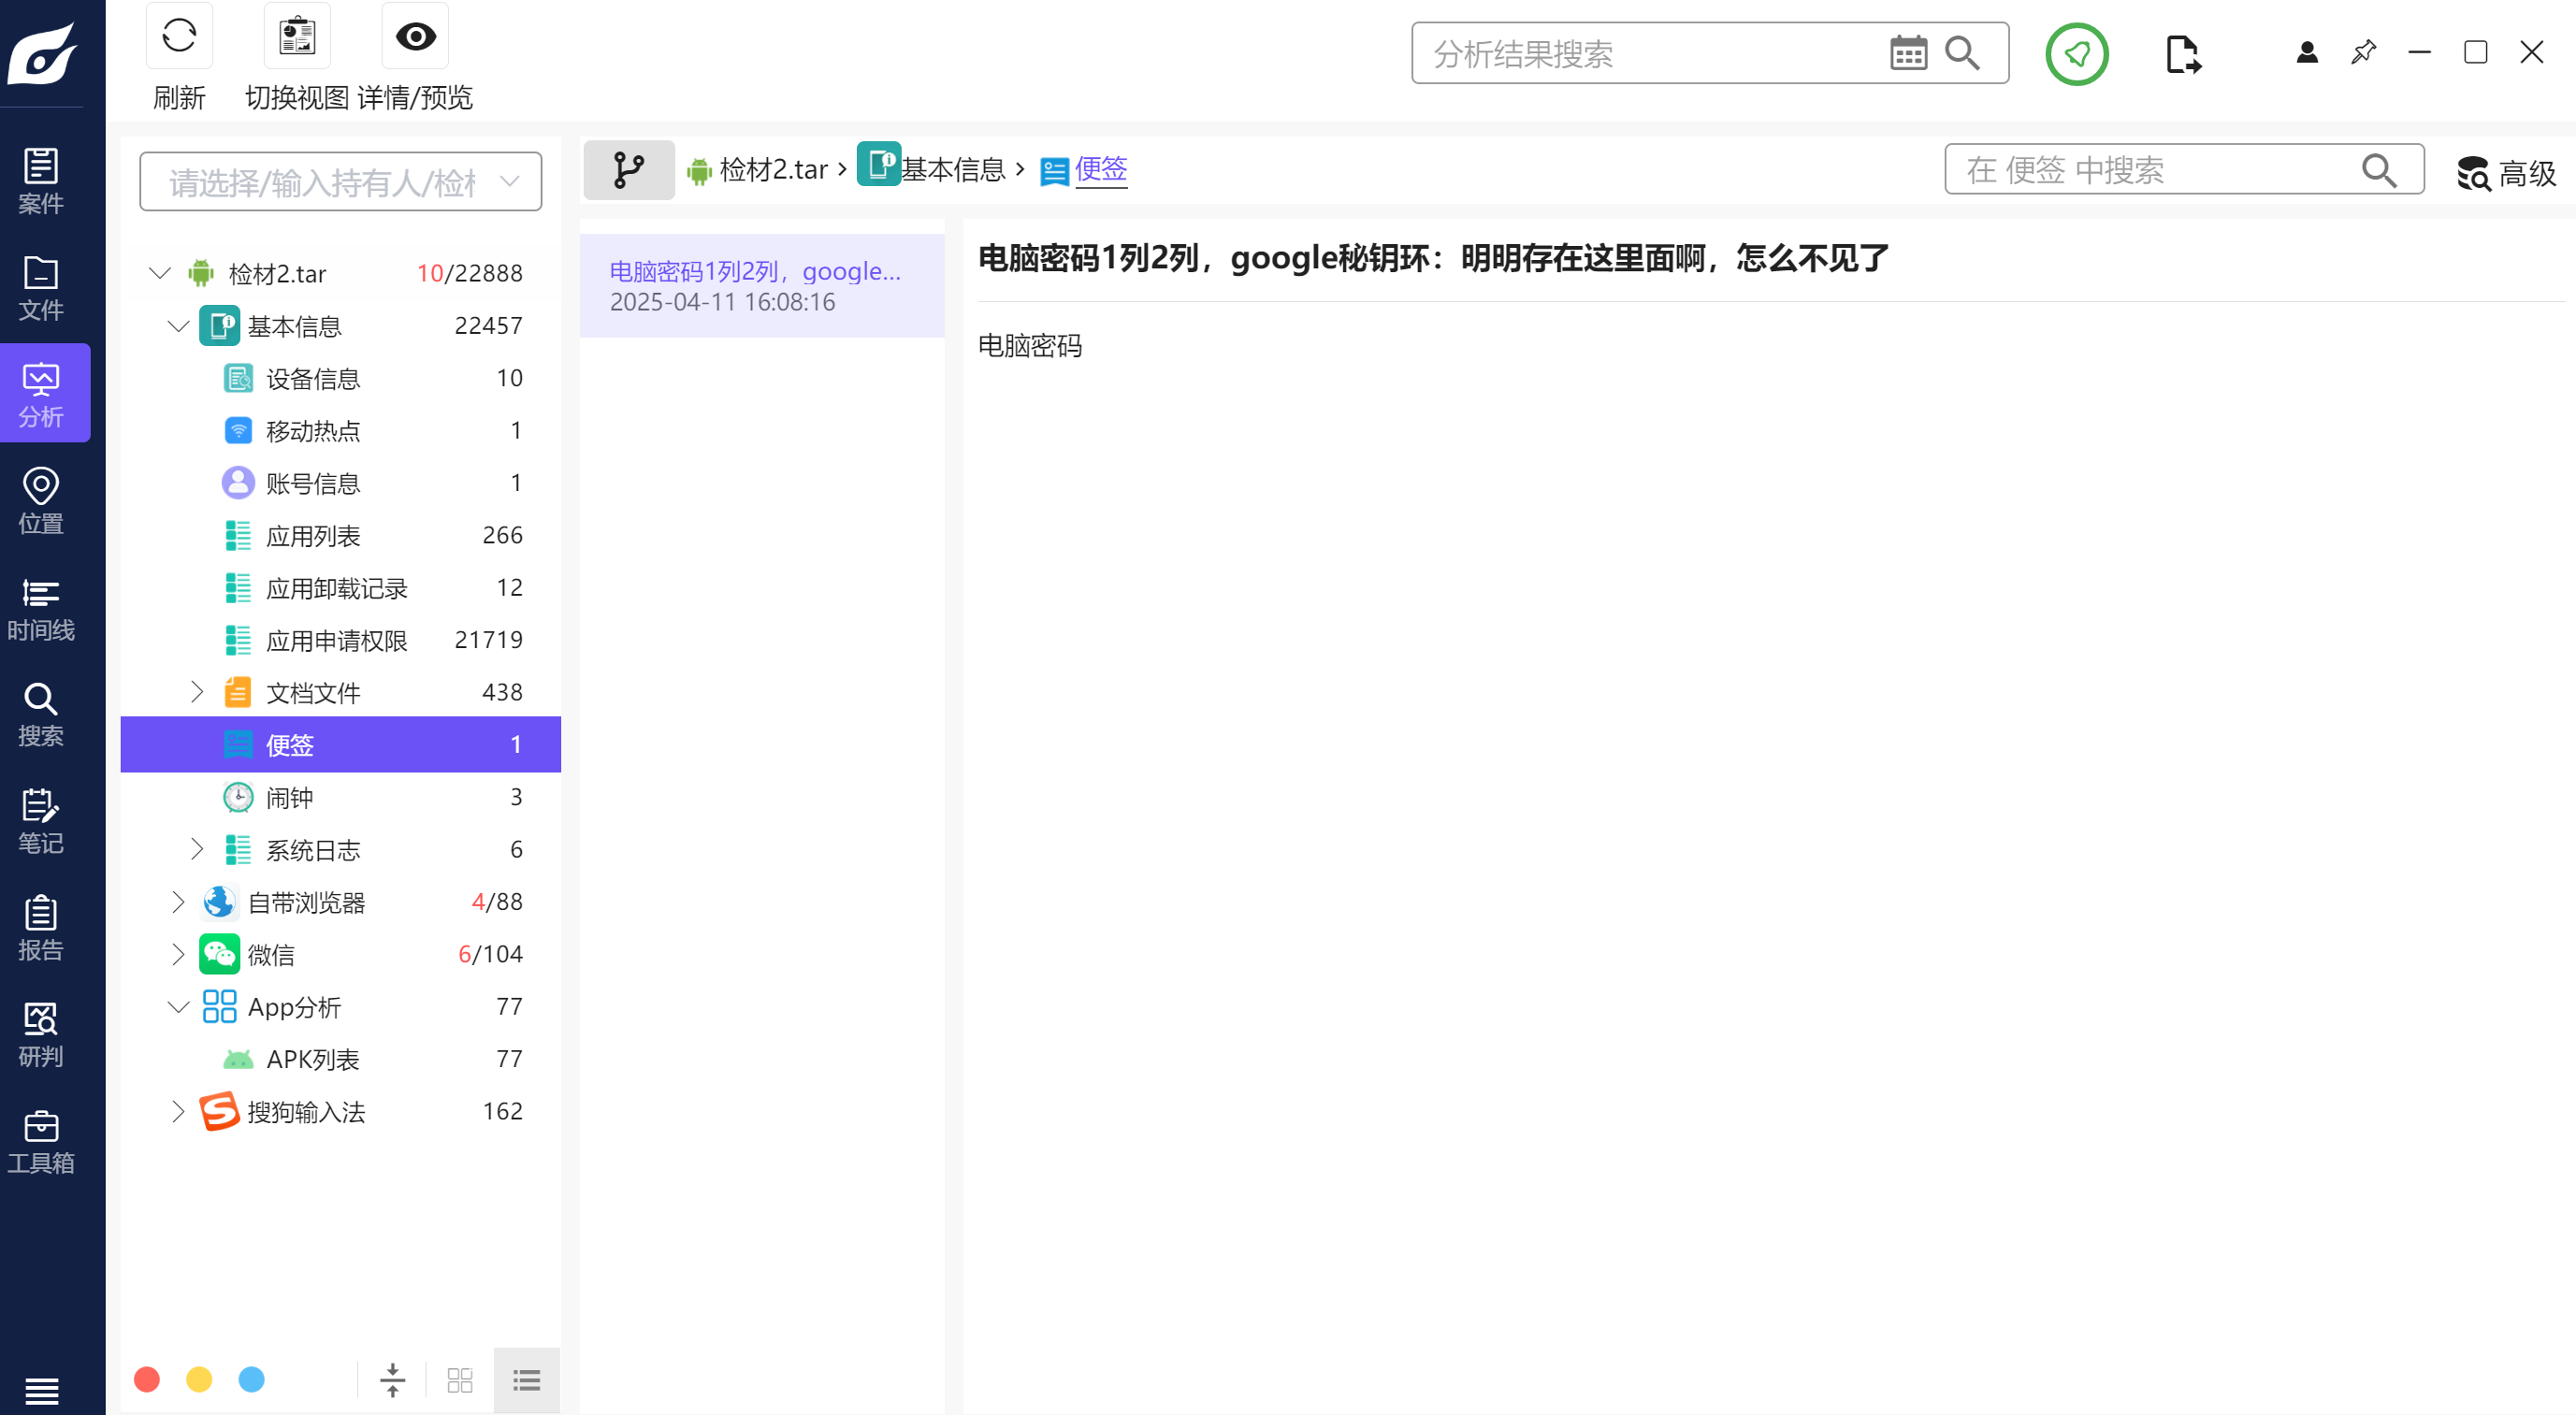 刷新
切换视图
详情/预览
分析结果搜索
案件
文件
分析
位置
时间线
搜索
笔记
报告
研判
工具箱
请选择/输入持有人/检材
检材2.tar 10/22888
基本信息 22457
设备信息 10
移动热点 1
账号信息 1
应用列表 266
应用卸载记录 12
应用申请权限 21719
文档文件 438
便签 1
闹钟 3
系统日志 6
自带浏览器 4/88
微信 6/104
App分析 77
APK列表 77
搜狗输入法 162
检材2.tar › 基本信息 › 便签
在 便签 中搜索
高级
电脑密码1列2列，google...
2025-04-11 16:08:16
电脑密码1列2列，google秘钥环：明明存在这里面啊，怎么不见了
电脑密码